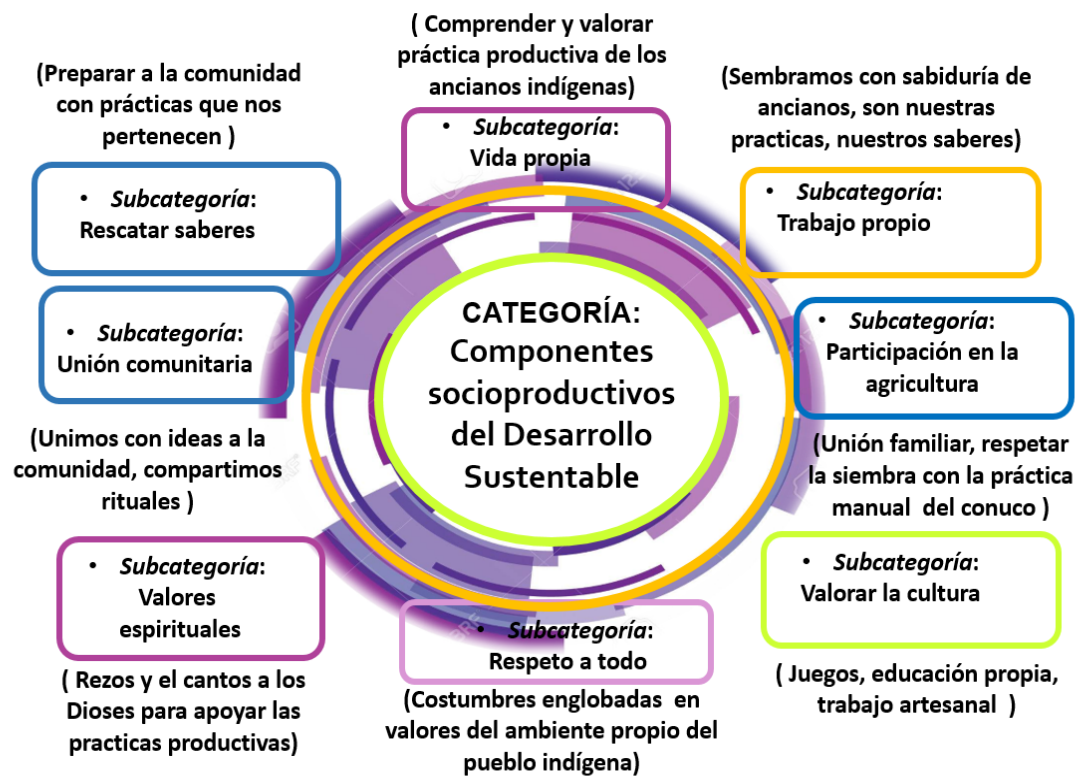 ( Comprender y valorar
práctica productiva de los
ancianos indígenas)
• Subcategoría:
Vida propia
(Preparar a la comunidad
con prácticas que nos
pertenecen )
• Subcategoría:
Rescatar saberes
(Sembramos con sabiduría de
ancianos, son nuestras
practicas, nuestros saberes)
• Subcategoría:
Trabajo propio
• Subcategoría:
Unión comunitaria
(Unimos con ideas a la
comunidad, compartimos
rituales )
CATEGORÍA:
Componentes
socioproductivos
del Desarrollo
Sustentable
• Subcategoría:
Participación en la
agricultura
(Unión familiar, respetar
la siembra con la práctica
manual del conuco )
• Subcategoría:
Valores
espirituales
( Rezos y el cantos a los
Dioses para apoyar las
practicas productivas)
• Subcategoría:
Respeto a todo
(Costumbres englobadas en
valores del ambiente propio del
pueblo indígena)
• Subcategoría:
Valorar la cultura
( Juegos, educación propia,
trabajo artesanal )